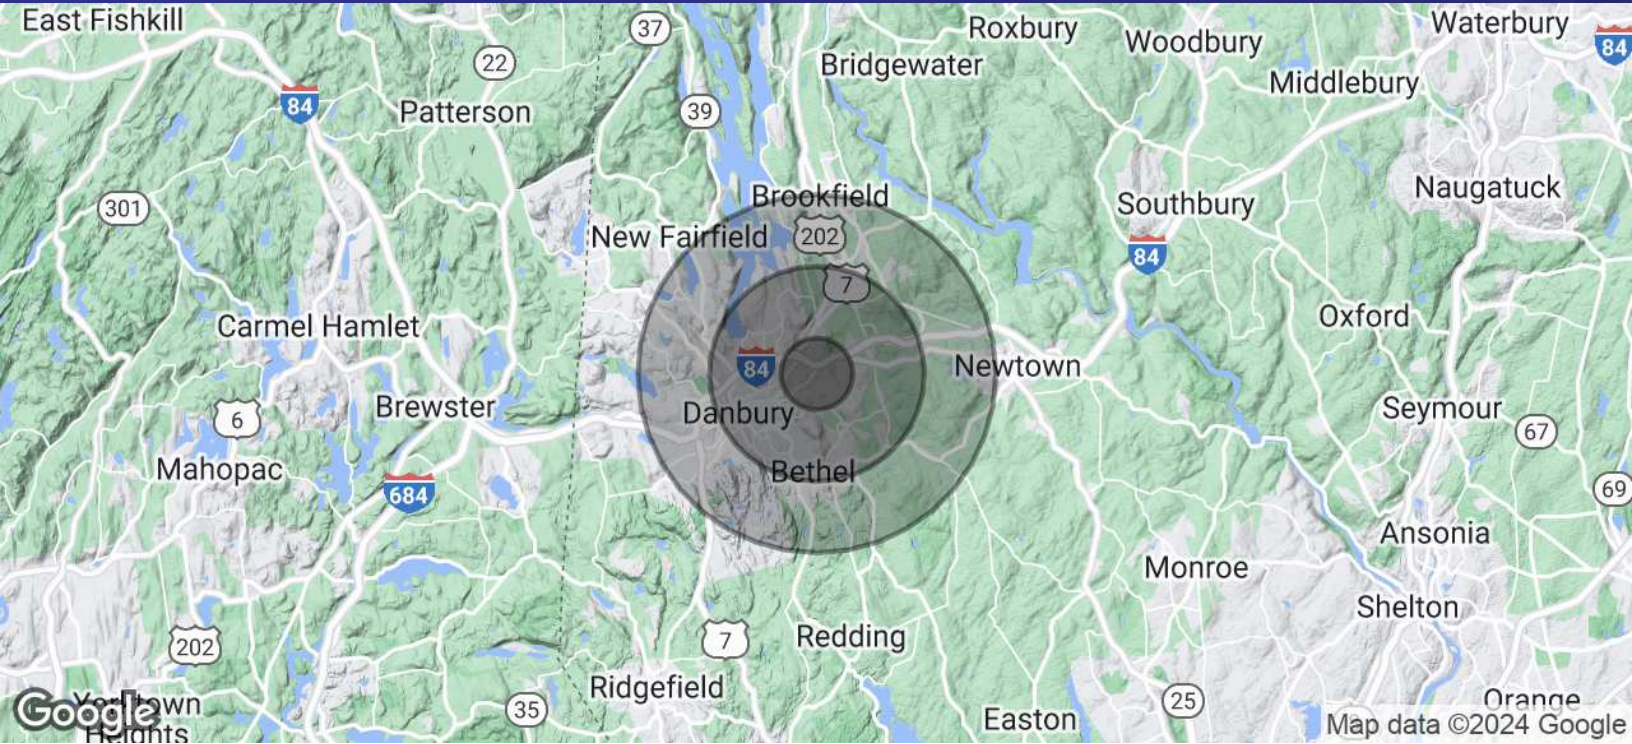 East Fishkill
37
Roxbury
Waterbury
84
22
Woodbury
Bridgewater
Middlebury
84
Patterson
39
301
Brookfield
Naugatuck
Southbury
New Fairfield
202
84
7
Carmel Hamlet
Oxford
84
Newtown
Brewster
Danbury
Seymour
6
67
Mahopac
Bethel
684
69
Ansonia
Monroe
Shelton
202
7
Redding
Ridgefield
35
25
Orange
Yorktown
Heights
Google
Easton
Map data ©2024 Google